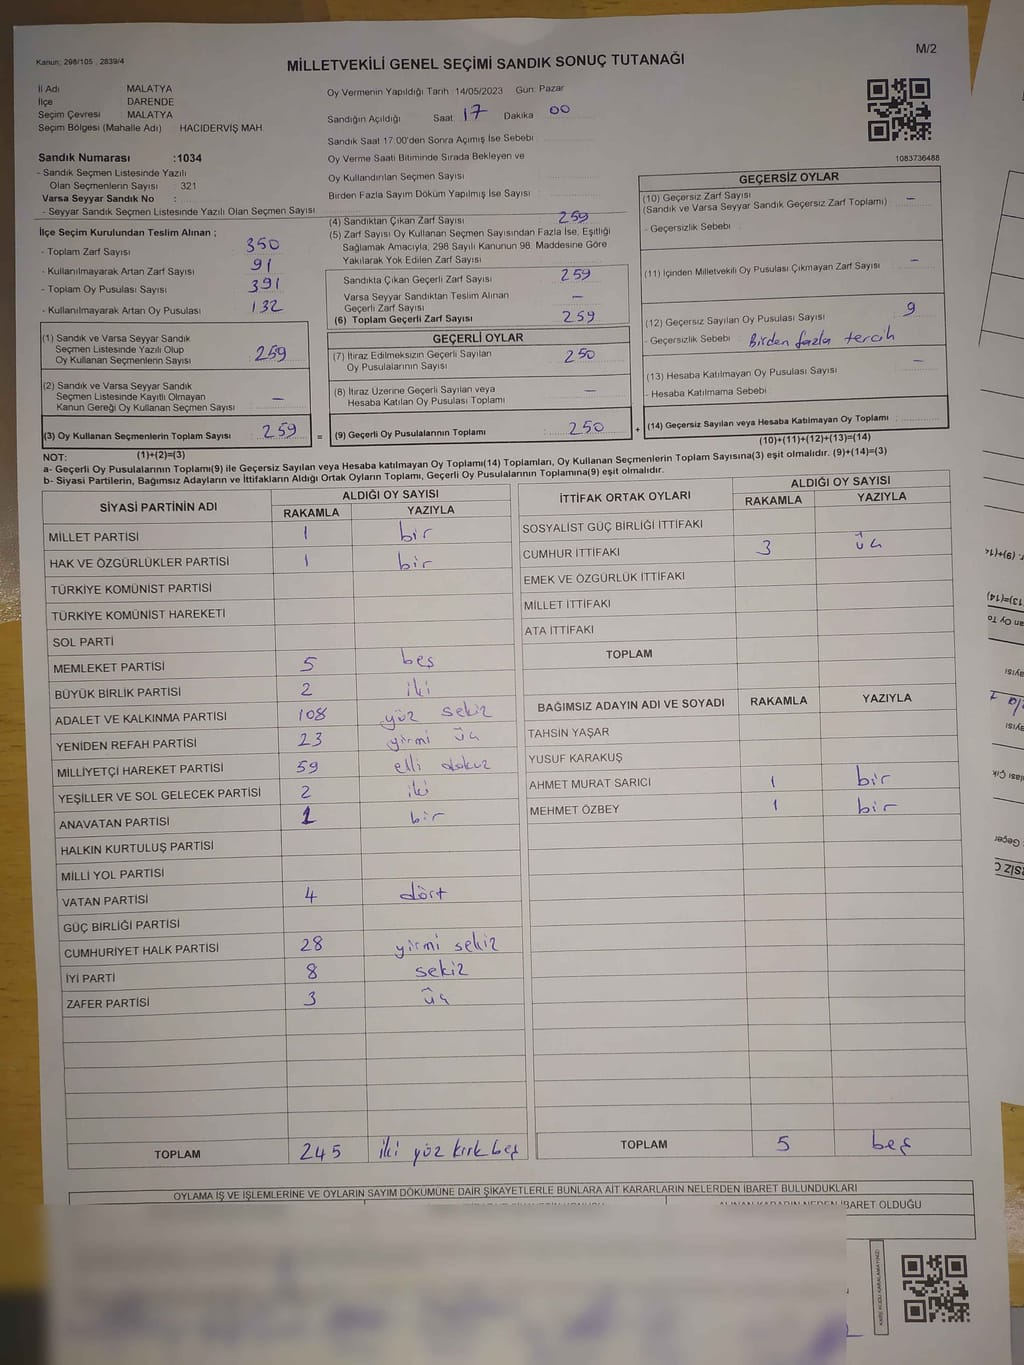 Kanun: 298/105 , 2839/4
MİLLETVEKİLİ GENEL SEÇİMİ SANDIK SONUÇ TUTANAĞI
M/2
İl Adı MALATYA
İlçe DARENDE
Seçim Çevresi MALATYA
Seçim Bölgesi (Mahalle Adı) HACIDERVİŞ MAH
Sandık Numarası :1034
- Sandık Seçmen Listesinde Yazılı
Olan Seçmenlerin Sayısı : 321
Varsa Seyyar Sandık No :
- Seyyar Sandık Seçmen Listesinde Yazılı Olan Seçmen Sayısı
İlçe Seçim Kurulundan Teslim Alınan ;
- Toplam Zarf Sayısı 350
- Kullanılmayarak Artan Zarf Sayısı 91
- Toplam Oy Pusulası Sayısı 391
- Kullanılmayarak Artan Oy Pusulası 132
(1) Sandık ve Varsa Seyyar Sandık
Seçmen Listesinde Yazılı Olup
Oy Kullanan Seçmenlerin Sayısı 259
(2) Sandık ve Varsa Seyyar Sandık
Seçmen Listesinde Kayıtlı Olmayan
Kanun Gereği Oy Kullanan Seçmen Sayısı : –
(3) Oy Kullanan Seçmenlerin Toplam Sayısı 259 =
(1)+(2)=(3)
Oy Vermenin Yapıldığı Tarih :14/05/2023 Gün: Pazar
Sandığın Açıldığı Saat 17 Dakika 00
Sandık Saat 17:00'den Sonra Açımış İse Sebebi
Oy Verme Saati Bitiminde Sırada Bekleyen ve
Oy Kullandırılan Seçmen Sayısı
Birden Fazla Sayım Döküm Yapılmış İse Sayısı :
(4) Sandıktan Çıkan Zarf Sayısı 259
(5) Zarf Sayısı Oy Kullanan Seçmen Sayısından Fazla İse, Eşitliği
Sağlamak Amacıyla; 298 Sayılı Kanunun 98. Maddesine Göre
Yakılarak Yok Edilen Zarf Sayısı
Sandıkta Çıkan Geçerli Zarf Sayısı 259
Varsa Seyyar Sandıktan Teslim Alınan
Geçerli Zarf Sayısı –
(6) Toplam Geçerli Zarf Sayısı 259
GEÇERLİ OYLAR
(7) İtiraz Edilmeksizin Geçerli Sayılan
Oy Pusulalarının Sayısı 250
(8) İtiraz Üzerine Geçerli Sayılan veya
Hesaba Katılan Oy Pusulası Toplamı –
(9) Geçerli Oy Pusulalarının Toplamı 250 +
1083736488
GEÇERSİZ OYLAR
(10) Geçersiz Zarf Sayısı –
(Sandık ve Varsa Seyyar Sandık Geçersiz Zarf Toplamı)
- Geçersizlik Sebebi
(11) İçinden Milletvekili Oy Pusulası Çıkmayan Zarf Sayısı –
(12) Geçersiz Sayılan Oy Pusulası Sayısı 9
- Geçersizlik Sebebi : Birden fazla tercih
(13) Hesaba Katılmayan Oy Pusulası Sayısı –
- Hesaba Katılmama Sebebi
(14) Geçersiz Sayılan veya Hesaba Katılmayan Oy Toplamı
(10)+(11)+(12)+(13)=(14)
NOT:
a- Geçerli Oy Pusulalarının Toplamı(9) ile Geçersiz Sayılan veya Hesaba katılmayan Oy Toplamı(14) Toplamları, Oy Kullanan Seçmenlerin Toplam Sayısına(3) eşit olmalıdır. (9)+(14)=(3)
b- Siyasi Partilerin, Bağımsız Adayların ve İttifakların Aldığı Ortak Oyların Toplamı, Geçerli Oy Pusulalarının Toplamına(9) eşit olmalıdır.
SİYASİ PARTİNİN ADI ALDIĞI OY SAYISI
RAKAMLA YAZIYLA
MİLLET PARTİSİ 1 bir
HAK VE ÖZGÜRLÜKLER PARTİSİ 1 bir
TÜRKİYE KOMÜNİST PARTİSİ
TÜRKİYE KOMÜNİST HAREKETİ
SOL PARTİ
MEMLEKET PARTİSİ 5 beş
BÜYÜK BİRLİK PARTİSİ 2 iki
ADALET VE KALKINMA PARTİSİ 108 yüz sekiz
YENİDEN REFAH PARTİSİ 23 yirmi üç
MİLLİYETÇİ HAREKET PARTİSİ 59 elli dokuz
YEŞİLLER VE SOL GELECEK PARTİSİ 2 iki
ANAVATAN PARTİSİ 1 bir
HALKIN KURTULUŞ PARTİSİ
MİLLİ YOL PARTİSİ
VATAN PARTİSİ 4 dört
GÜÇ BİRLİĞİ PARTİSİ
CUMHURİYET HALK PARTİSİ 28 yirmi sekiz
İYİ PARTİ 8 sekiz
ZAFER PARTİSİ 3 üç
TOPLAM 245 iki yüz kırk beş
İTTİFAK ORTAK OYLARI ALDIĞI OY SAYISI
RAKAMLA YAZIYLA
SOSYALİST GÜÇ BİRLİĞİ İTTİFAKI
CUMHUR İTTİFAKI 3 üç
EMEK VE ÖZGÜRLÜK İTTİFAKI
MİLLET İTTİFAKI
ATA İTTİFAKI
TOPLAM
BAĞIMSIZ ADAYIN ADI VE SOYADI RAKAMLA YAZIYLA
TAHSİN YAŞAR
YUSUF KARAKUŞ
AHMET MURAT SARICI 1 bir
MEHMET ÖZBEY 1 bir
TOPLAM 5 beş
OYLAMA İŞ VE İŞLEMLERİNE VE OYLARIN SAYIM DÖKÜMÜNE DAİR ŞİKAYETLERLE BUNLARA AİT KARARLARIN NELERDEN İBARET BULUNDUKLARI
İBARET OLDUĞU